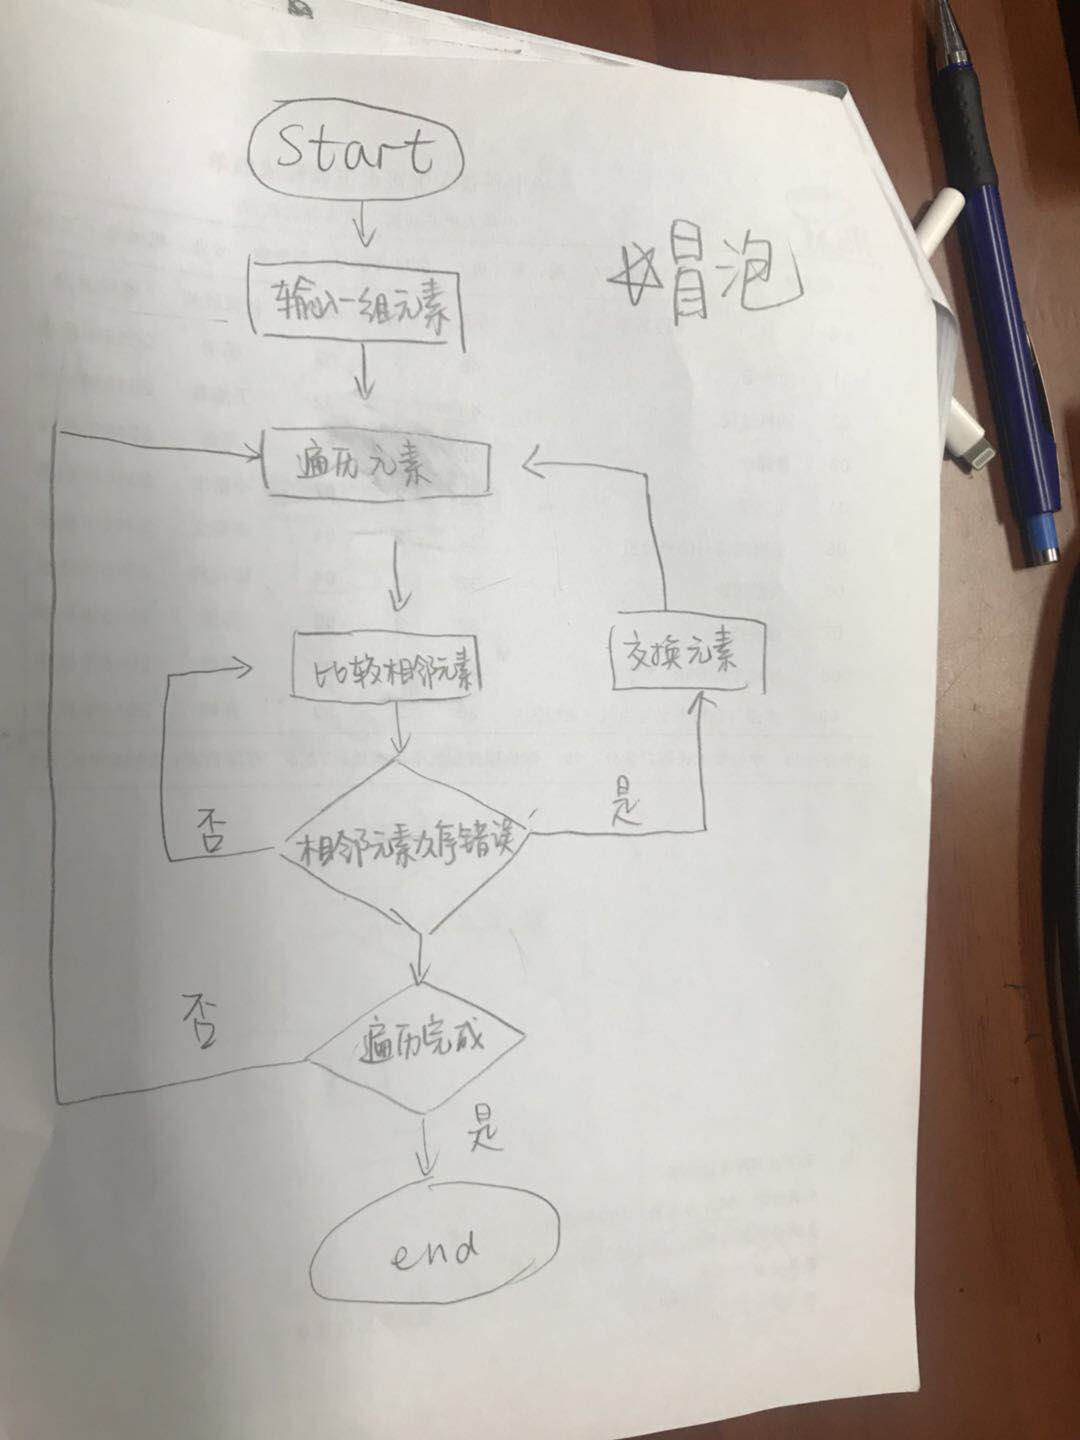 Start
冒泡
输入一组元素
遍历元素
比较相邻元素
交换元素
否
相邻元素次序错误
是
否
遍历完成
是
end